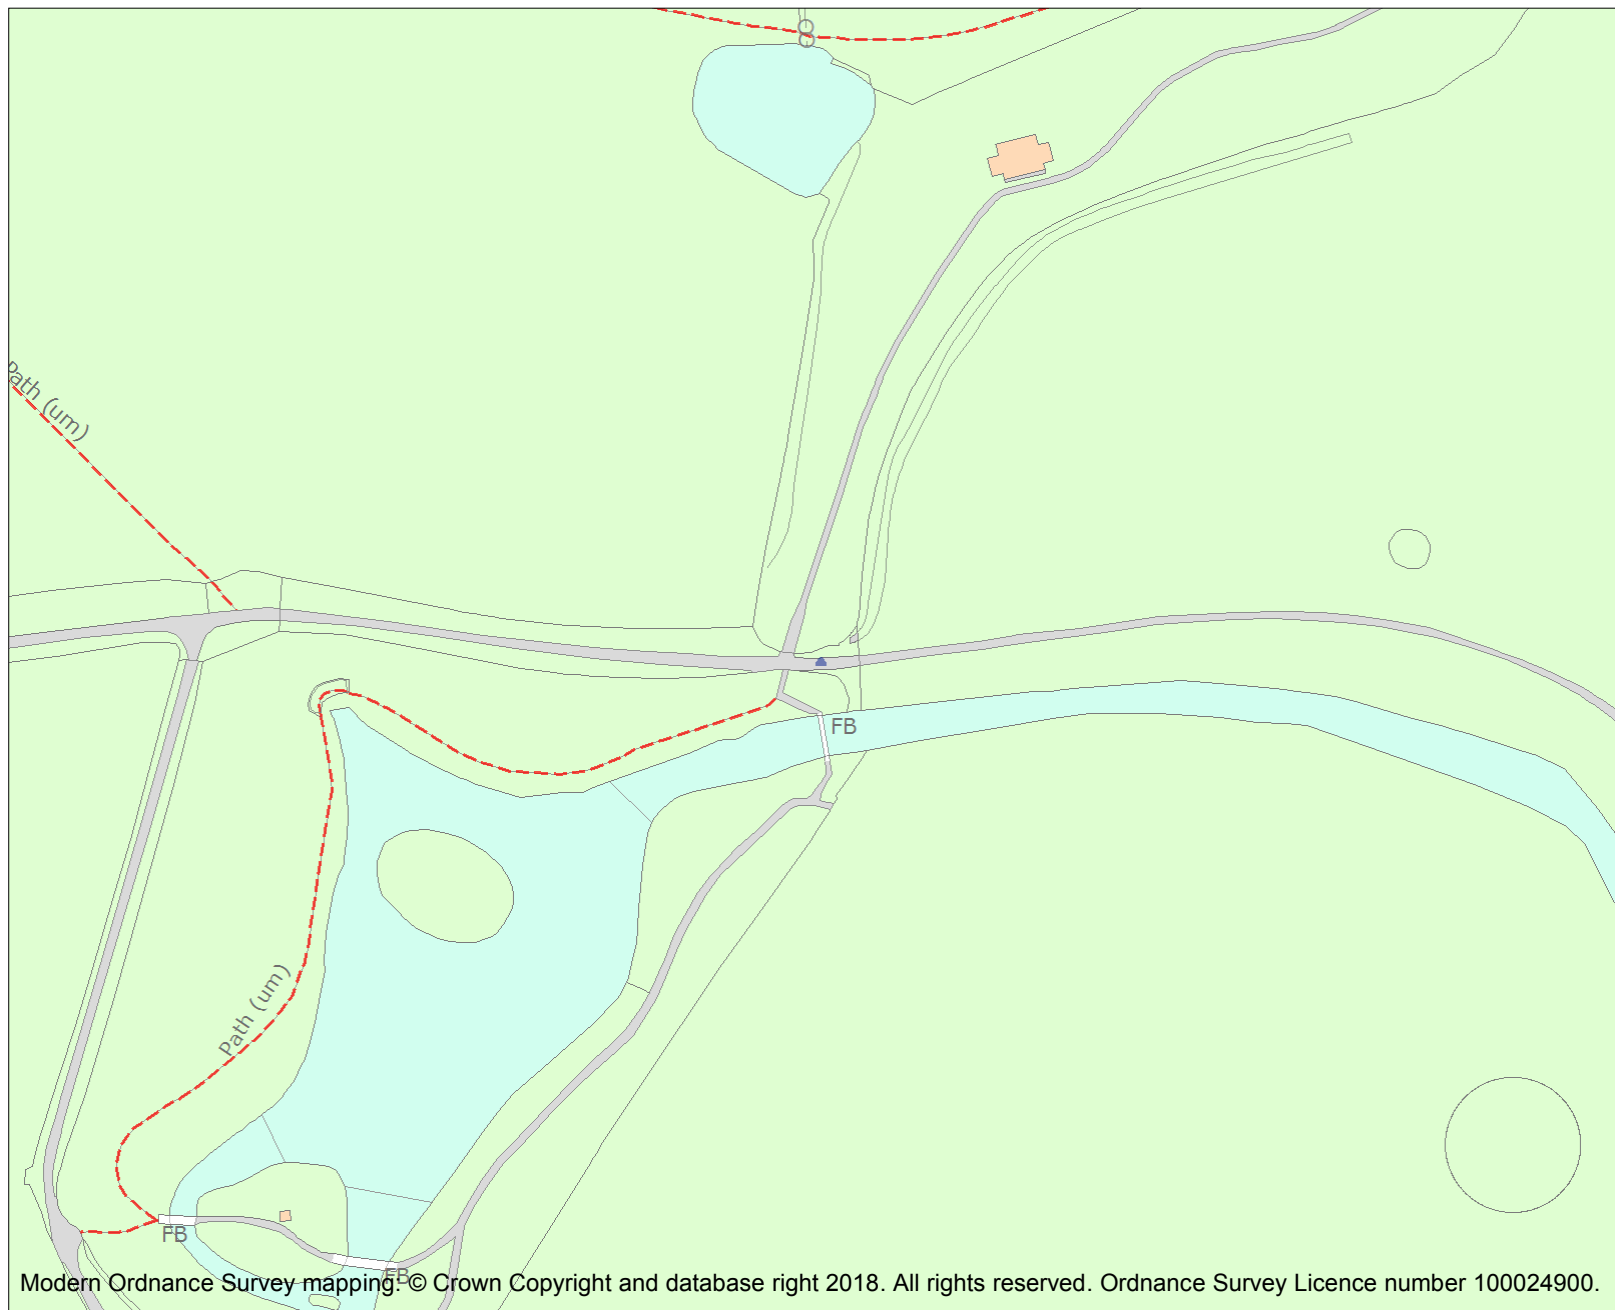 Path (um)
FB
Path (um)
FB
FB
Modern Ordnance Survey mapping: © Crown Copyright and database right 2018. All rights reserved. Ordnance Survey Licence number 100024900.